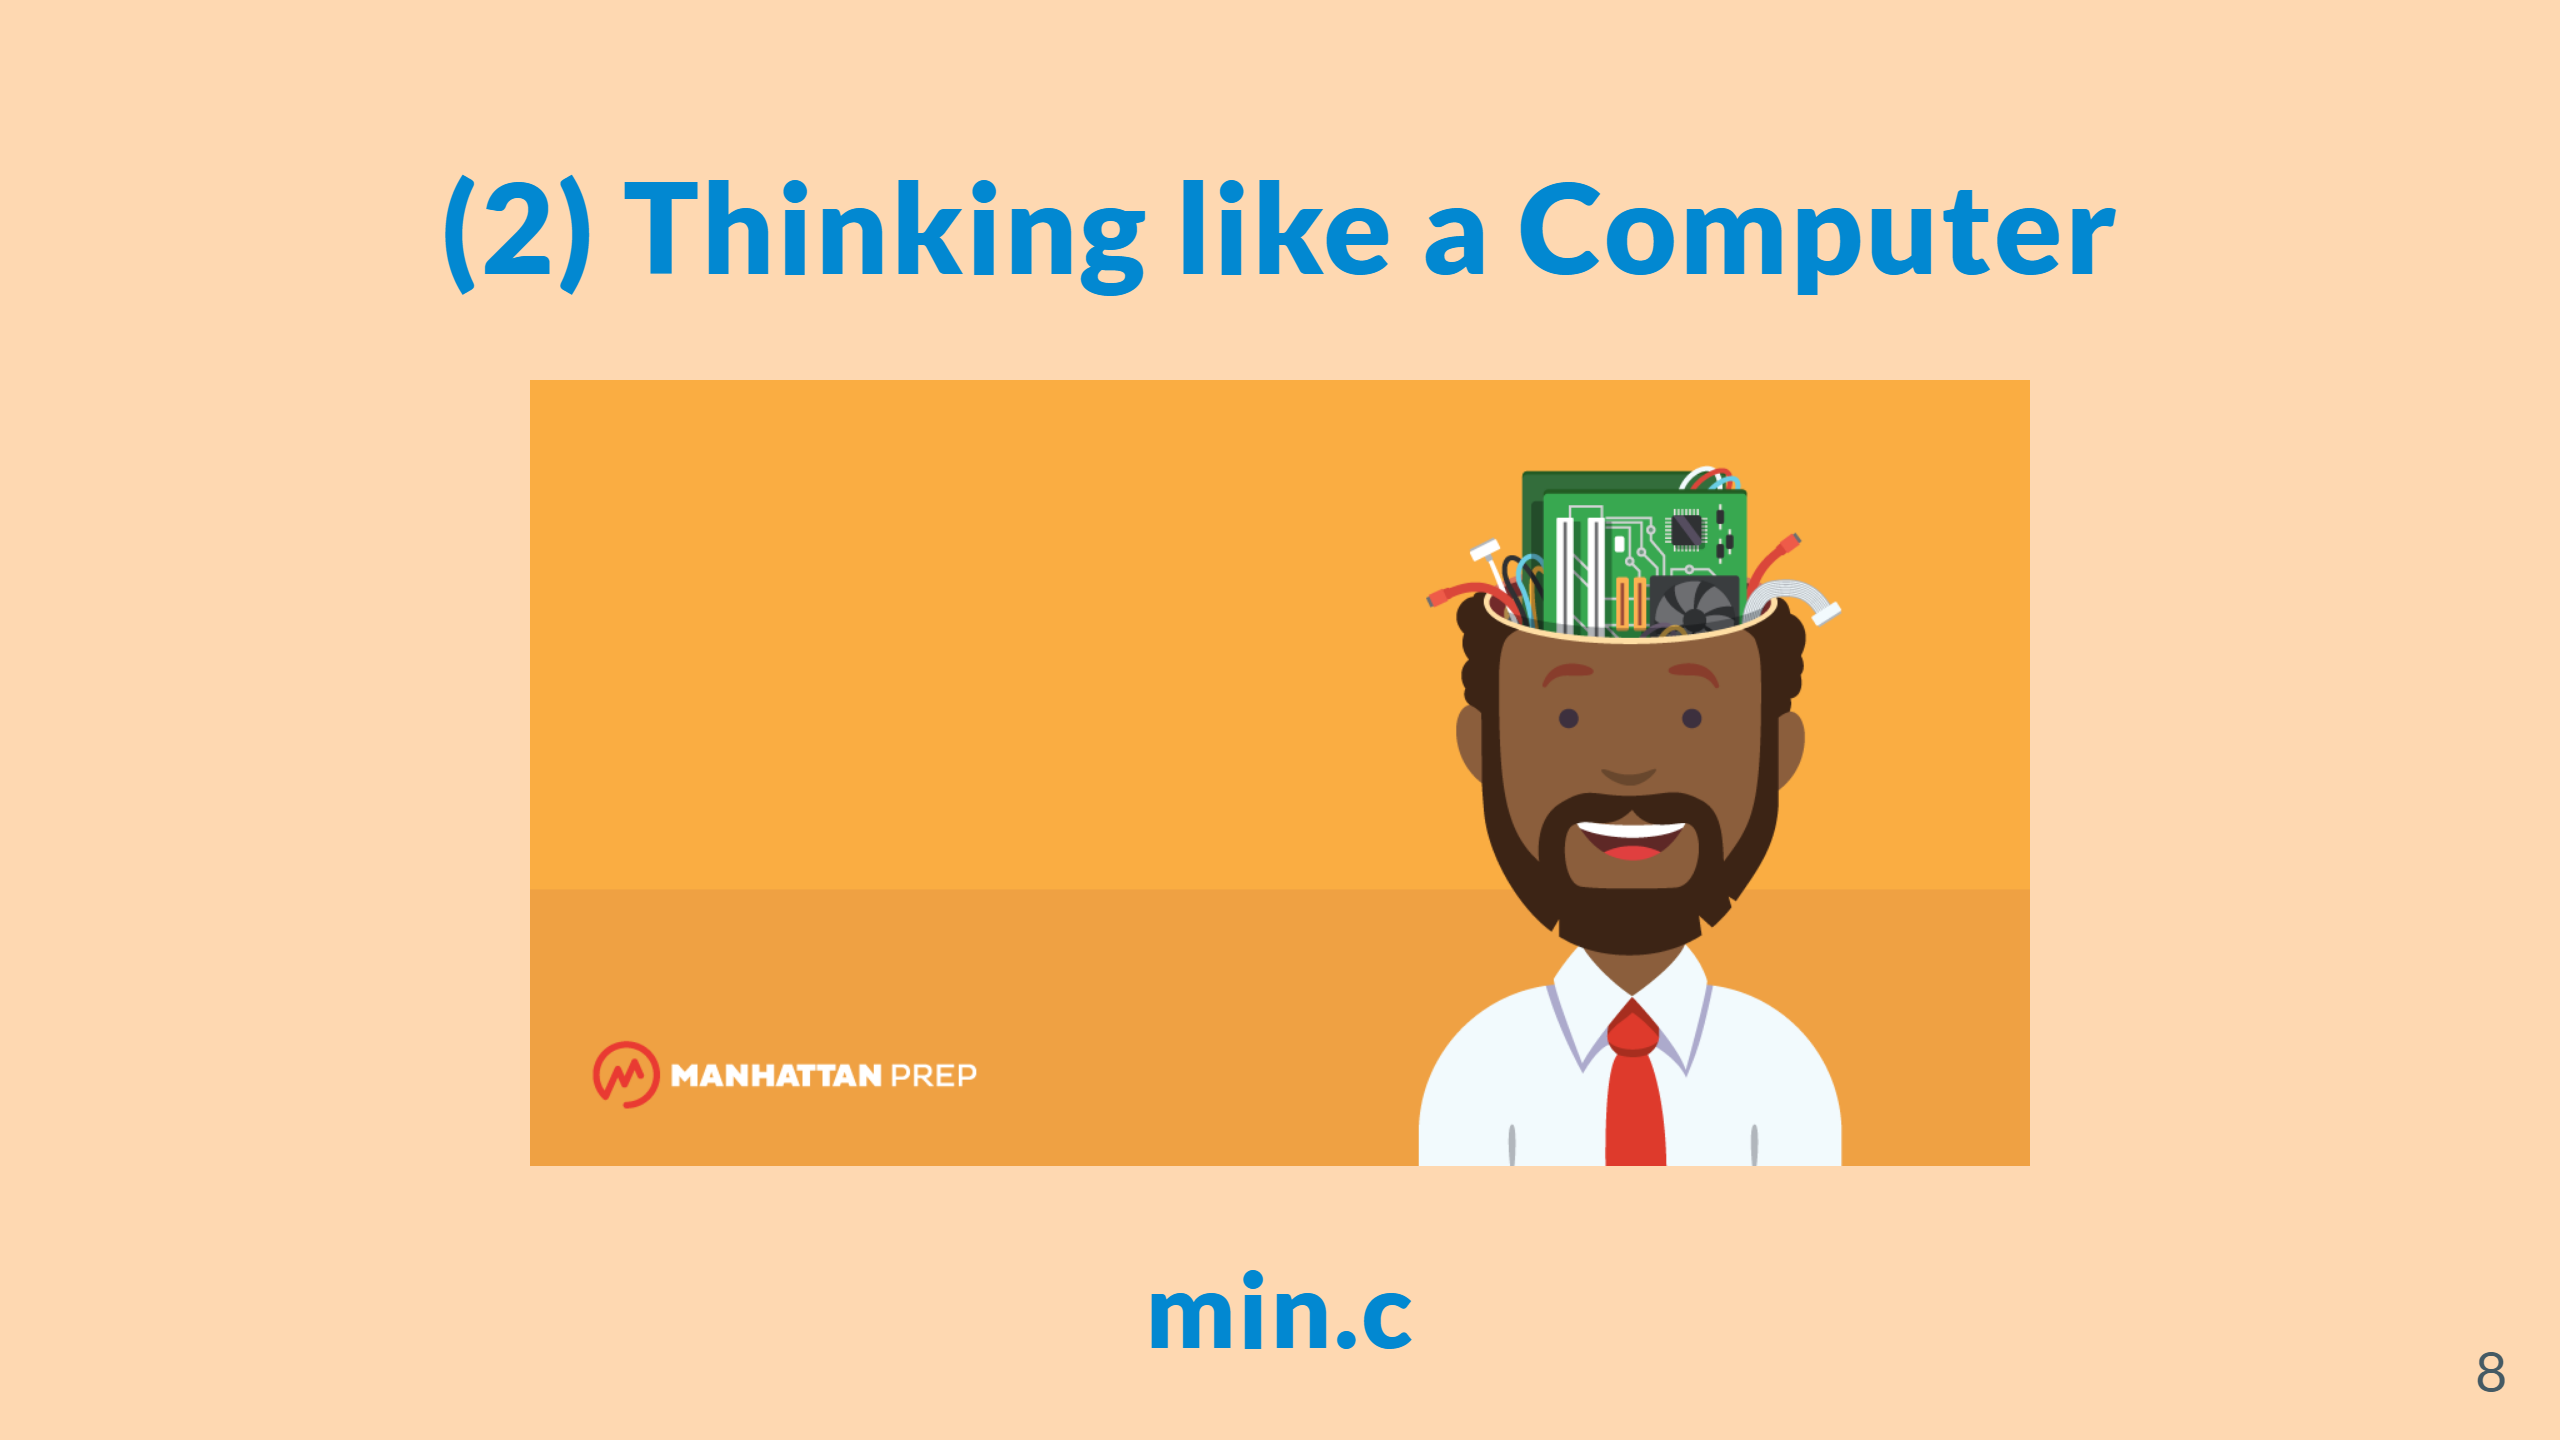 (2) Thinking like a Computer
MANHATTAN PREP
min.c
8